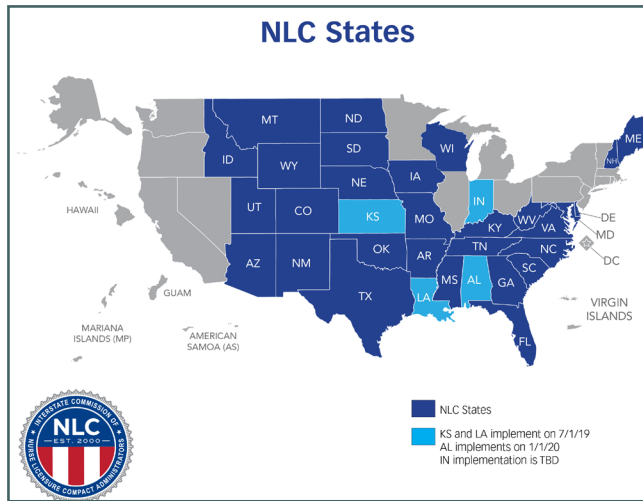 NLC States
MT
ND
ME
ID
SD
WI
NH
WY
NE
IA
HAWAII
UT
CO
KS
MO
IN
KY
WV
VA
DE
MD
DC
AZ
NM
OK
AR
TN
NC
SC
GUAM
TX
LA
MS
AL
GA
FL
MARIANA
ISLANDS (MP)
AMERICAN
SAMOA (AS)
VIRGIN
ISLANDS
NLC States
KS and LA implement on 7/1/19
AL implements on 1/1/20
IN implementation is TBD
INTERSTATE COMMISSION OF
NLC
EST. 2000
NURSE LICENSURE COMPACT ADMINISTRATORS